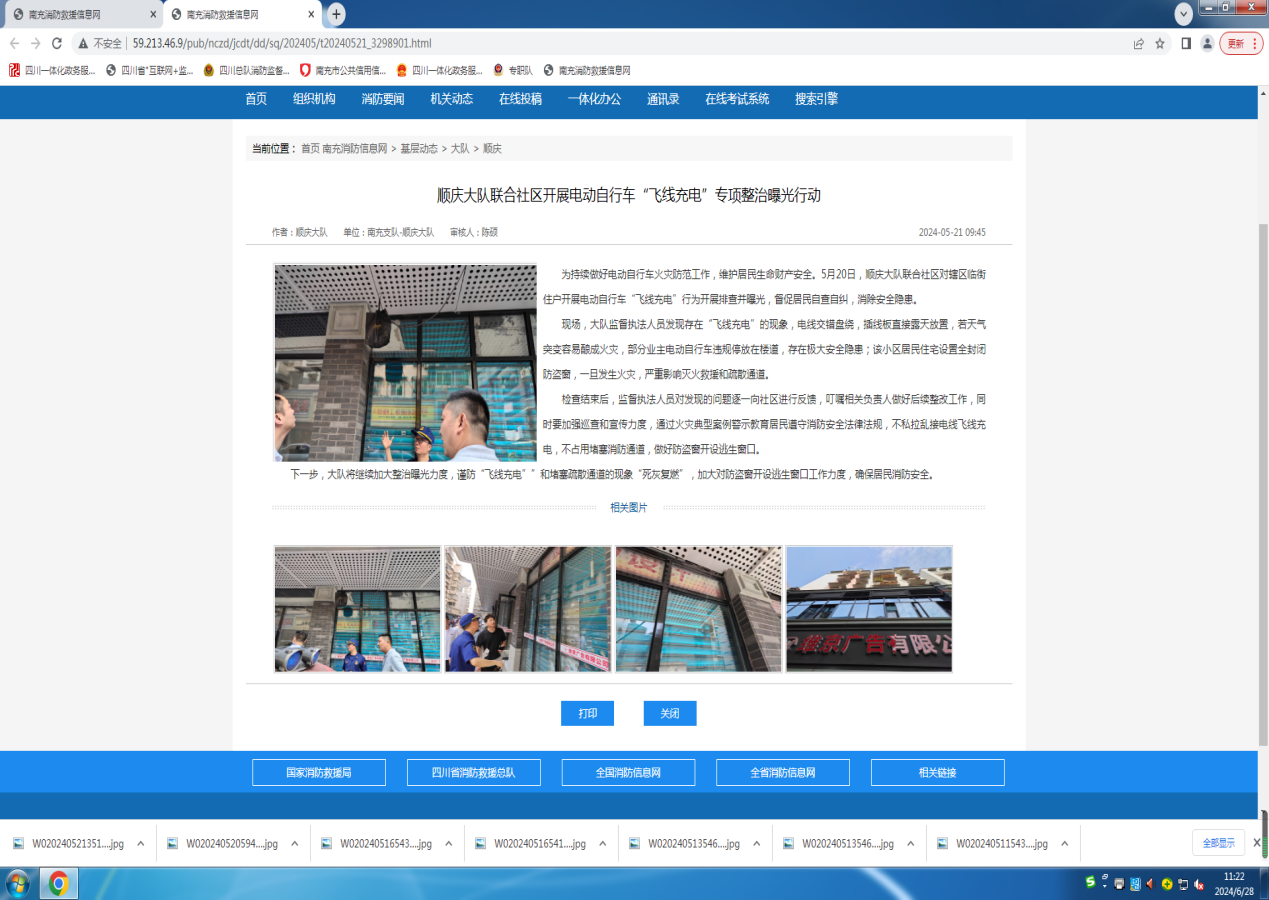 南充消防救援信息网
南充消防救援信息网
不安全 59.213.46.9/pub/nczd/jcdt/dd/sq/202405/t20240521_3298901.html
更新
四川一体化政务服...
四川省"互联网+监...
四川总队消防监督...
南充市公共信用信...
四川一体化政务服...
专职队
南充消防救援信息网
首页 组织机构 消防要闻 机关动态 在线投稿 一体化办公 通讯录 在线考试系统 搜索引擎
当前位置： 首页 南充消防信息网 > 基层动态 > 大队 > 顺庆
顺庆大队联合社区开展电动自行车“飞线充电”专项整治曝光行动
作者：顺庆大队 单位：南充支队-顺庆大队 审核人：陈硕 2024-05-21 09:45
为持续做好电动自行车火灾防范工作，维护居民生命财产安全。5月20日，顺庆大队联合社区对辖区临街
住户开展电动自行车“飞线充电”行为开展排查并曝光，督促居民自查自纠，消除安全隐患。
现场，大队监督执法人员发现存在“飞线充电”的现象，电线交错盘绕，插线板直接露天放置，若天气
突变容易酿成火灾，部分业主电动自行车违规停放在楼道，存在极大安全隐患；该小区居民住宅设置全封闭
防盗窗，一旦发生火灾，严重影响灭火救援和疏散通道。
检查结束后，监督执法人员对发现的问题逐一向社区进行反馈，叮嘱相关负责人做好后续整改工作，同
时要加强巡查和宣传力度，通过火灾典型案例警示教育居民遵守消防安全法律法规，不私拉乱接电线飞线充
电，不占用堵塞消防通道，做好防盗窗开设逃生窗口。
下一步，大队将继续加大整治曝光力度，谨防“飞线充电””和堵塞疏散通道的现象“死灰复燃”，加大对防盗窗开设逃生窗口工作力度，确保居民消防安全。
相关图片
广告有限公
打印 关闭
国家消防救援局 四川省消防救援总队 全国消防信息网 全省消防信息网 相关链接
W020240521351....jpg
W020240520594....jpg
W020240516543....jpg
W020240516541....jpg
W020240513546....jpg
W020240513546....jpg
W020240511543....jpg
全部显示
11:22
2024/6/28